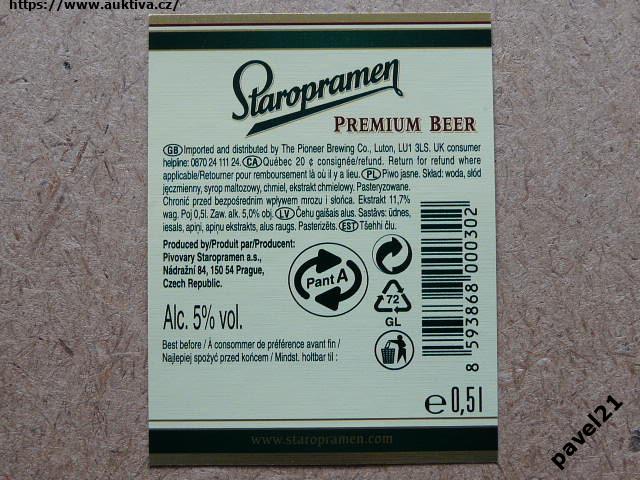 https://www.auktiva.cz/
Staropramen
PREMIUM BEER
GB Imported and distributed by The Pioneer Brewing Co., Luton, LU1 3LS. UK consumer
helpline: 0870 24 111 24. CA Québec 20 ¢ consignée/refund. Return for refund where
applicable/Retourner pour remboursement là où il y a lieu. PL Piwo jasne. Skład: woda, słód
jęczmienny, syrop maltozowy, chmiel, ekstrakt chmielowy. Pasteryzowane.
Chronić przed bezpośrednim wpływem mrozu i słońca. Ekstrakt 11,7%
wag. Poj 0,5l. Zaw. alk. 5,0% obj. LV Čehu gaišais alus. Sastāvs: ūdnes,
iesals, apiņi, apiņu ekstrakts, alus raugs. Pasterizēts. EST Tšehhi õlu.
Produced by/Produit par/Producent:
Pivovary Staropramen a.s.,
Nádražní 84, 150 54 Prague,
Czech Republic.
Pant A
72
GL
Alc. 5% vol.
Best before / À consommer de préférence avant fin /
Najlepiej spożyć przed końcem / Mindst. holtbar til :
8 593868 000302
e 0,5l
www.staropramen.com
pavel21